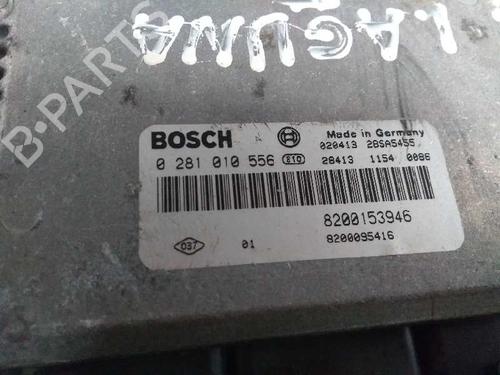 LAGUNA
B-PARTS
BOSCH
Made in Germany
020413 28SA5455
0 281 010 556 210 28413 1154 0086
8200153946
037 01 8200095416